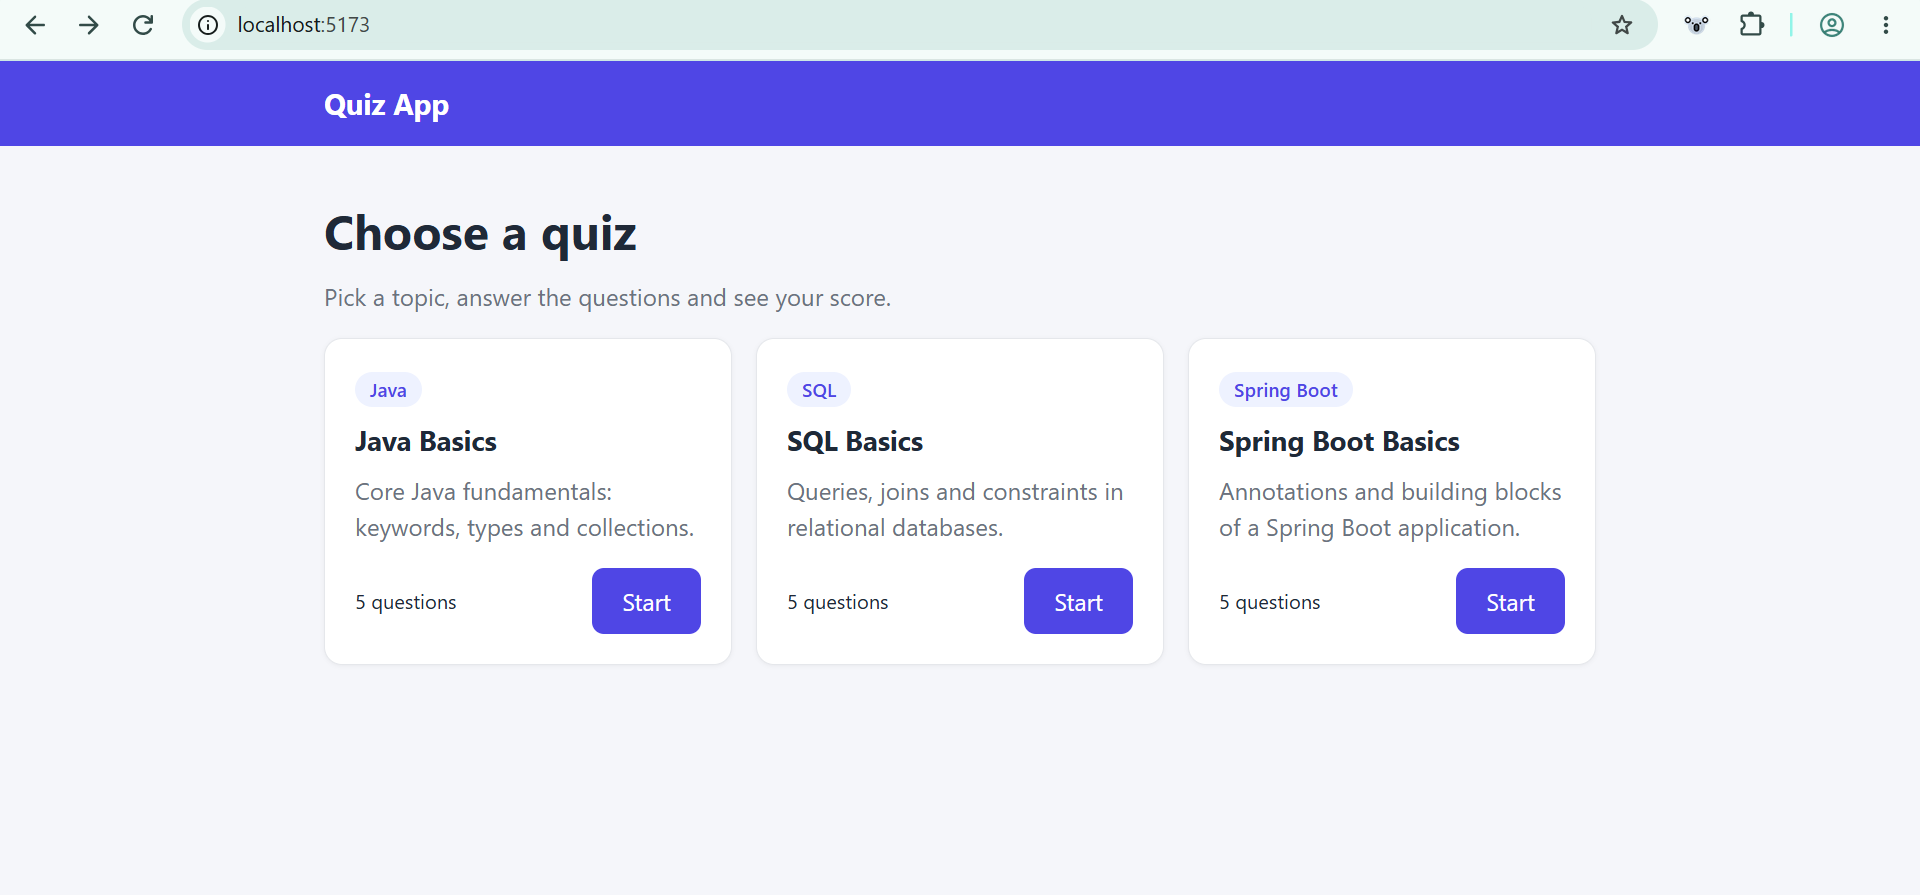 localhost:5173
Quiz App
Choose a quiz
Pick a topic, answer the questions and see your score.
Java
Java Basics
Core Java fundamentals:
keywords, types and collections.
5 questions
Start
SQL
SQL Basics
Queries, joins and constraints in
relational databases.
5 questions
Start
Spring Boot
Spring Boot Basics
Annotations and building blocks
of a Spring Boot application.
5 questions
Start